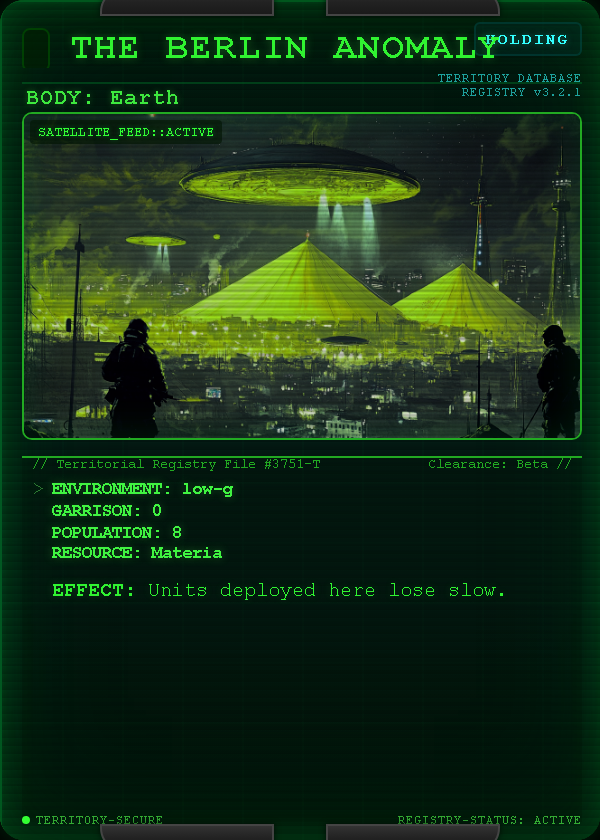 THE BERLIN ANOMALY
HOLDING
TERRITORY DATABASE
REGISTRY v3.2.1
BODY: Earth
SATELLITE_FEED::ACTIVE
// Territorial Registry File #3751-T
Clearance: Beta //
> ENVIRONMENT: low-g
GARRISON: 0
POPULATION: 8
RESOURCE: Materia
EFFECT: Units deployed here lose slow.
TERRITORY-SECURE
REGISTRY-STATUS: ACTIVE